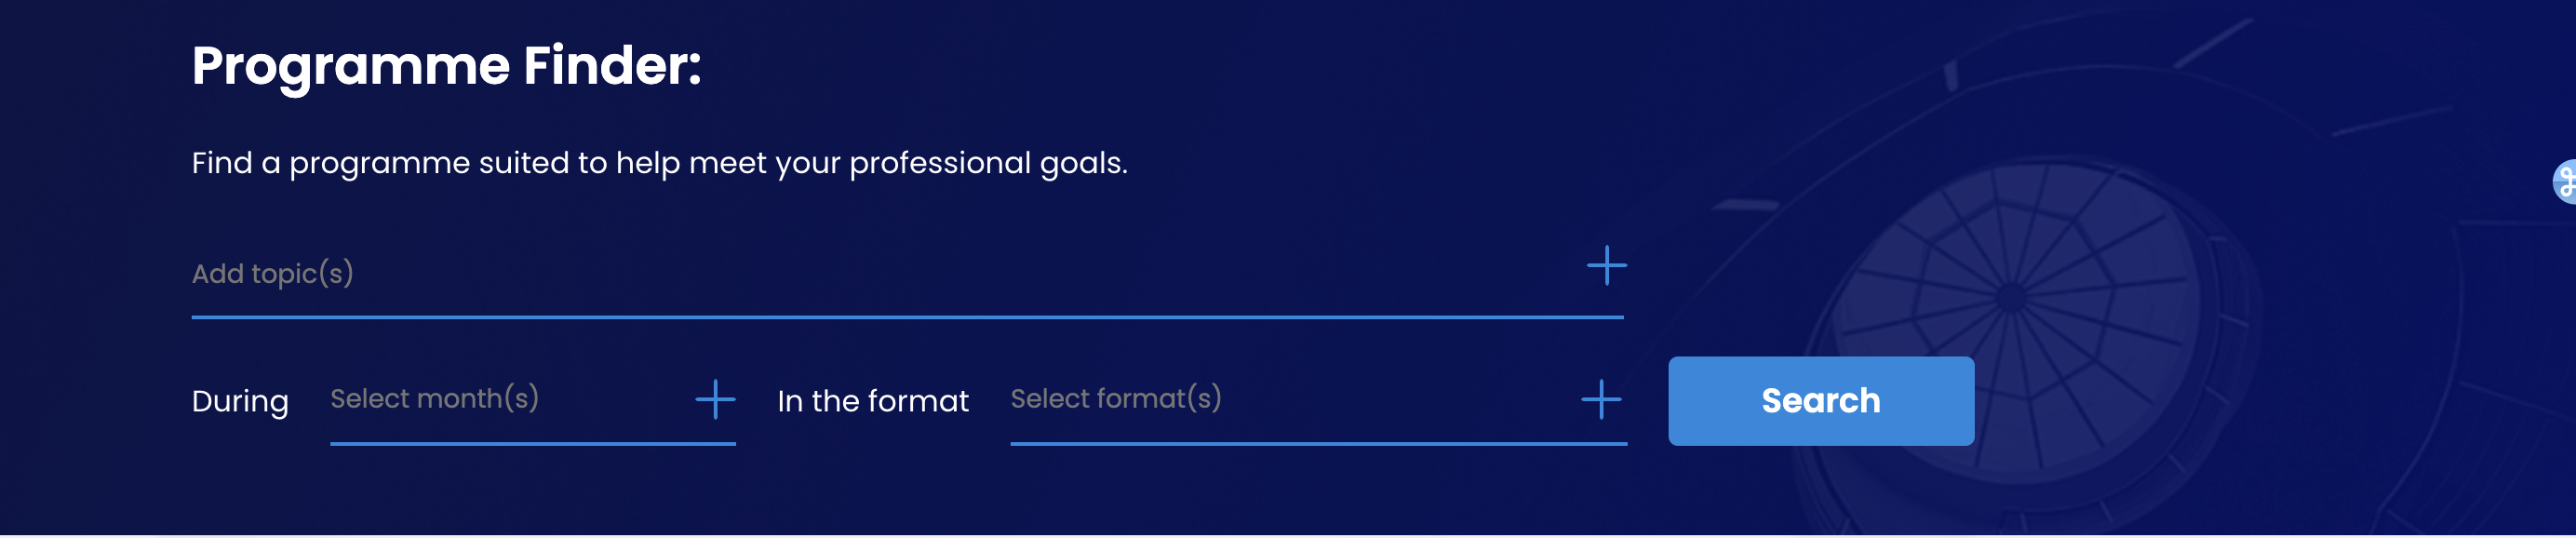 Programme Finder:
Find a programme suited to help meet your professional goals.
Add topic(s)
During Select month(s) In the format Select format(s) Search